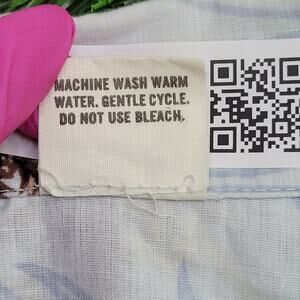 MACHINE WASH WARM
WATER. GENTLE CYCLE.
DO NOT USE BLEACH.